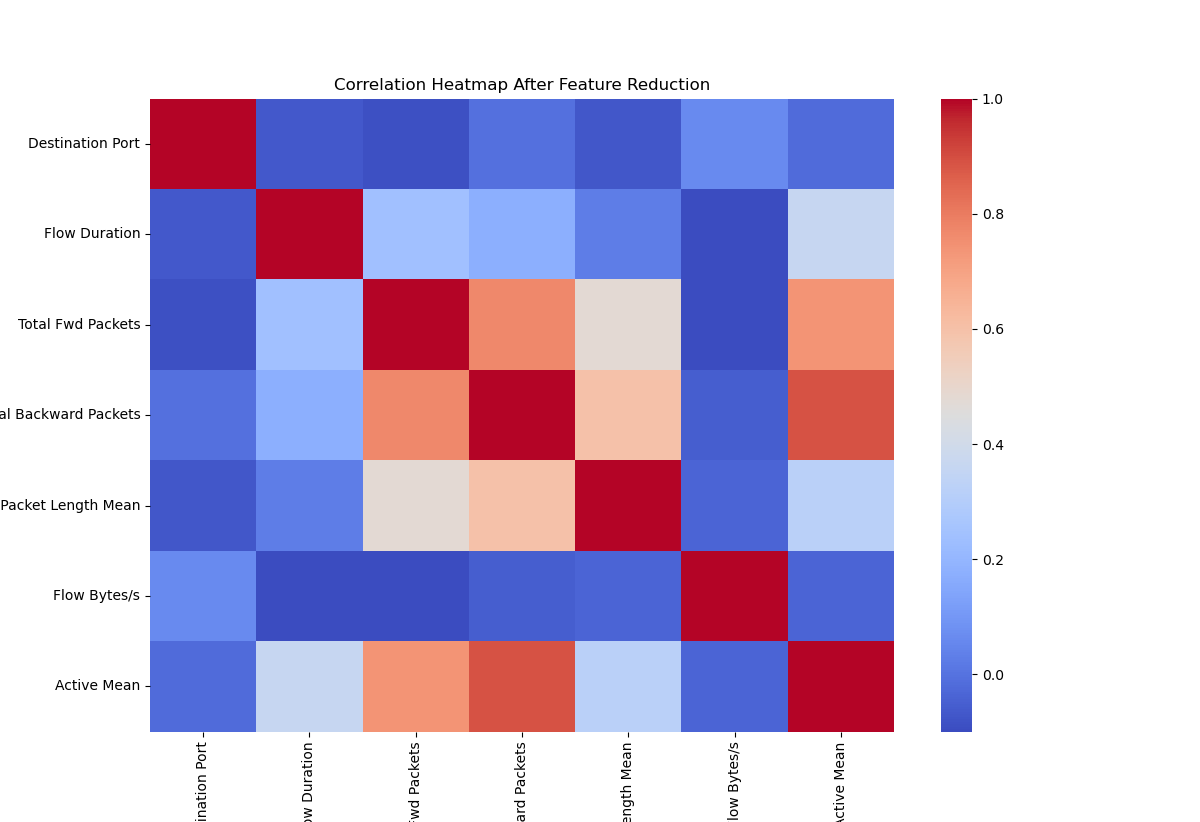 Correlation Heatmap After Feature Reduction
Destination Port
Flow Duration
Total Fwd Packets
al Backward Packets
Packet Length Mean
Flow Bytes/s
Active Mean
ination Port
ow Duration
Fwd Packets
ard Packets
ength Mean
low Bytes/s
Active Mean
1.0
0.8
0.6
0.4
0.2
0.0